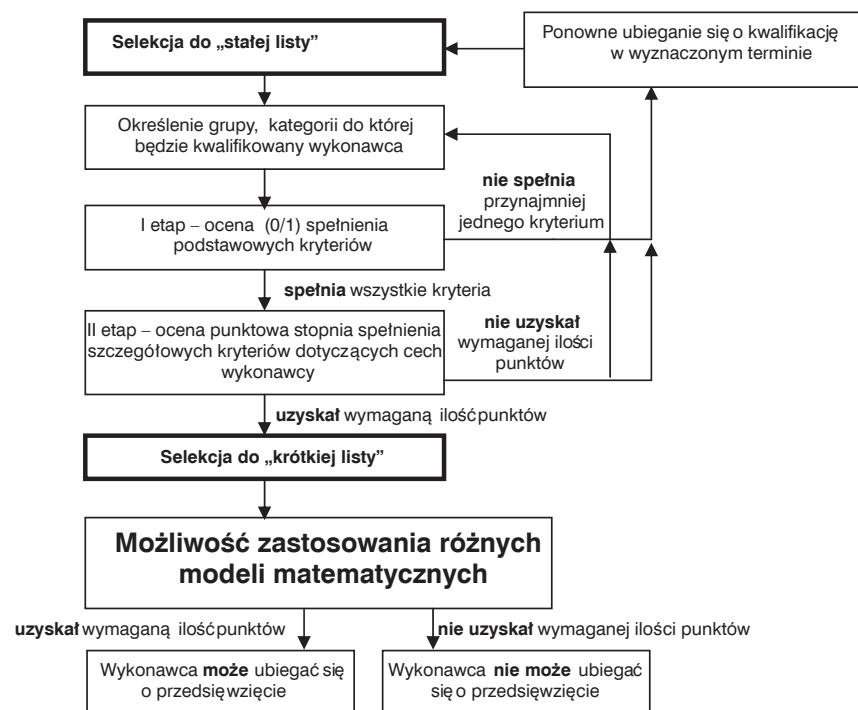 Selekcja do „stałej listy”
Ponowne ubieganie się o kwalifikację
w wyznaczonym terminie
Określenie grupy, kategorii do której
będzie kwalifikowany wykonawca
nie spełnia
przynajmniej
jednego kryterium
I etap – ocena (0/1) spełnienia
podstawowych kryteriów
spełnia wszystkie kryteria
II etap – ocena punktowa stopnia spełnienia
szczegółowych kryteriów dotyczących cech
wykonawcy
nie uzyskał
wymaganej ilości
punktów
uzyskał wymaganą ilość punktów
Selekcja do „krótkiej listy”
Możliwość zastosowania różnych
modeli matematycznych
uzyskał wymaganą ilość punktów
nie uzyskał wymaganej ilości punktów
Wykonawca może ubiegać się
o przedsięwzięcie
Wykonawca nie może ubiegać
się o przedsięwzięcie